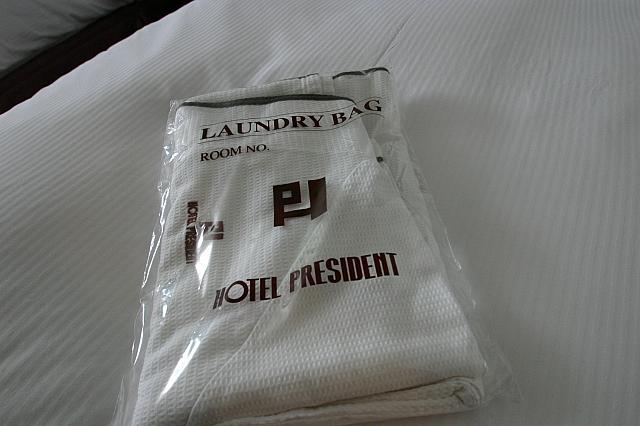 LAUNDRY BAG
ROOM NO.
HOTEL PRESIDENT
HOTEL PRESIDENT